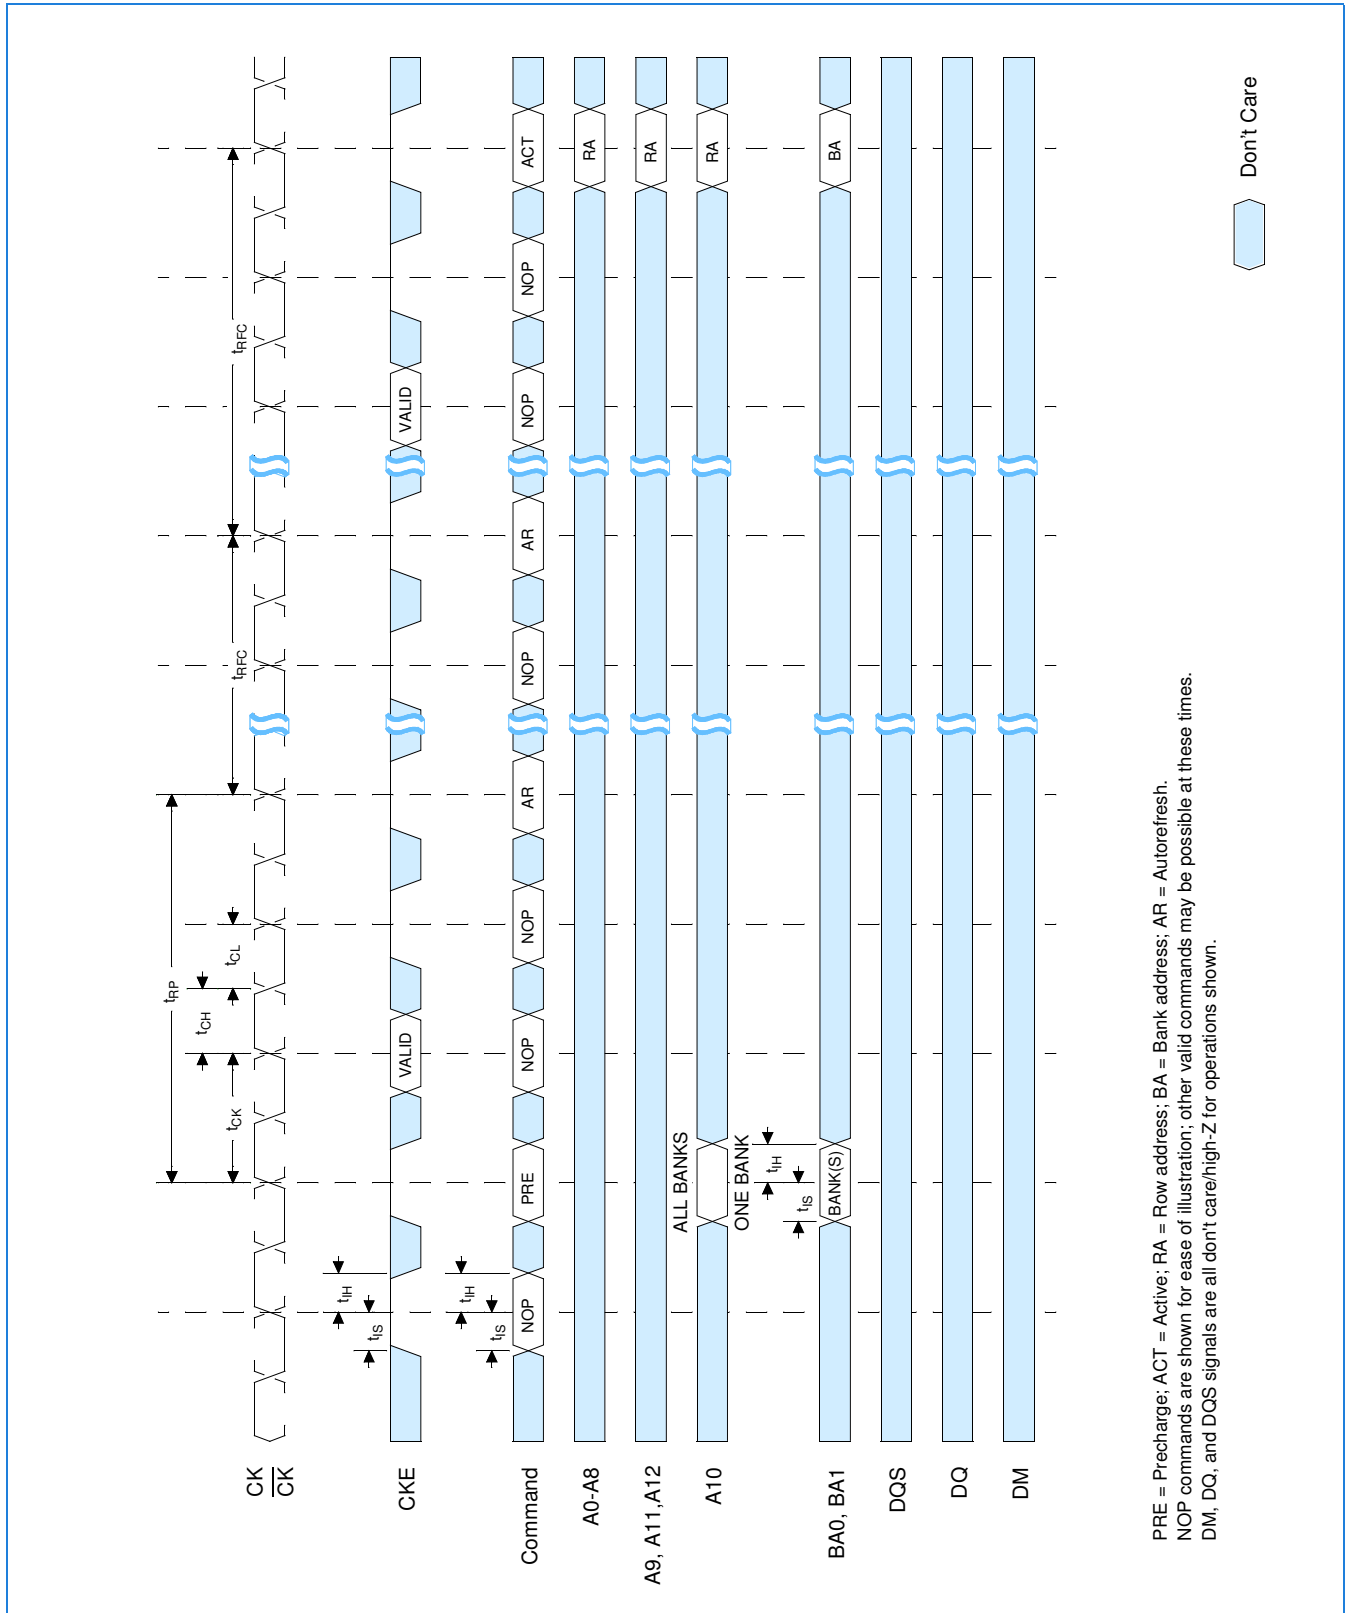 tRP
tCH
tCK
tCL
tRFC
tRFC
CK
CK
tIH
tIS
CKE
VALID
VALID
tIH
tIS
Command
NOP
PRE
NOP
NOP
AR
NOP
AR
NOP
NOP
ACT
A0-A8
RA
A9, A11,A12
RA
ALL BANKS
A10
RA
ONE BANK
tIH
tIS
BA0, BA1
BANK(S)
BA
DQS
DQ
DM
PRE = Precharge; ACT = Active; RA = Row address; BA = Bank address; AR = Autorefresh.
NOP commands are shown for ease of illustration; other valid commands may be possible at these times.
DM, DQ, and DQS signals are all don't care/high-Z for operations shown.
Don't Care